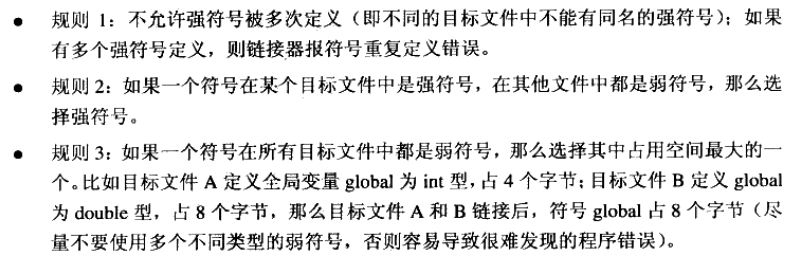 ● 规则 1：不允许强符号被多次定义（即不同的目标文件中不能有同名的强符号）；如果
有多个强符号定义，则链接器报符号重复定义错误。
● 规则 2：如果一个符号在某个目标文件中是强符号，在其他文件中都是弱符号，那么选
择强符号。
● 规则 3：如果一个符号在所有目标文件中都是弱符号，那么选择其中占用空间最大的一
个。比如目标文件 A 定义全局变量 global 为 int 型，占 4 个字节；目标文件 B 定义 global
为 double 型，占 8 个字节，那么目标文件 A 和 B 链接后，符号 global 占 8 个字节（尽
量不要使用多个不同类型的弱符号，否则容易导致很难发现的程序错误）。